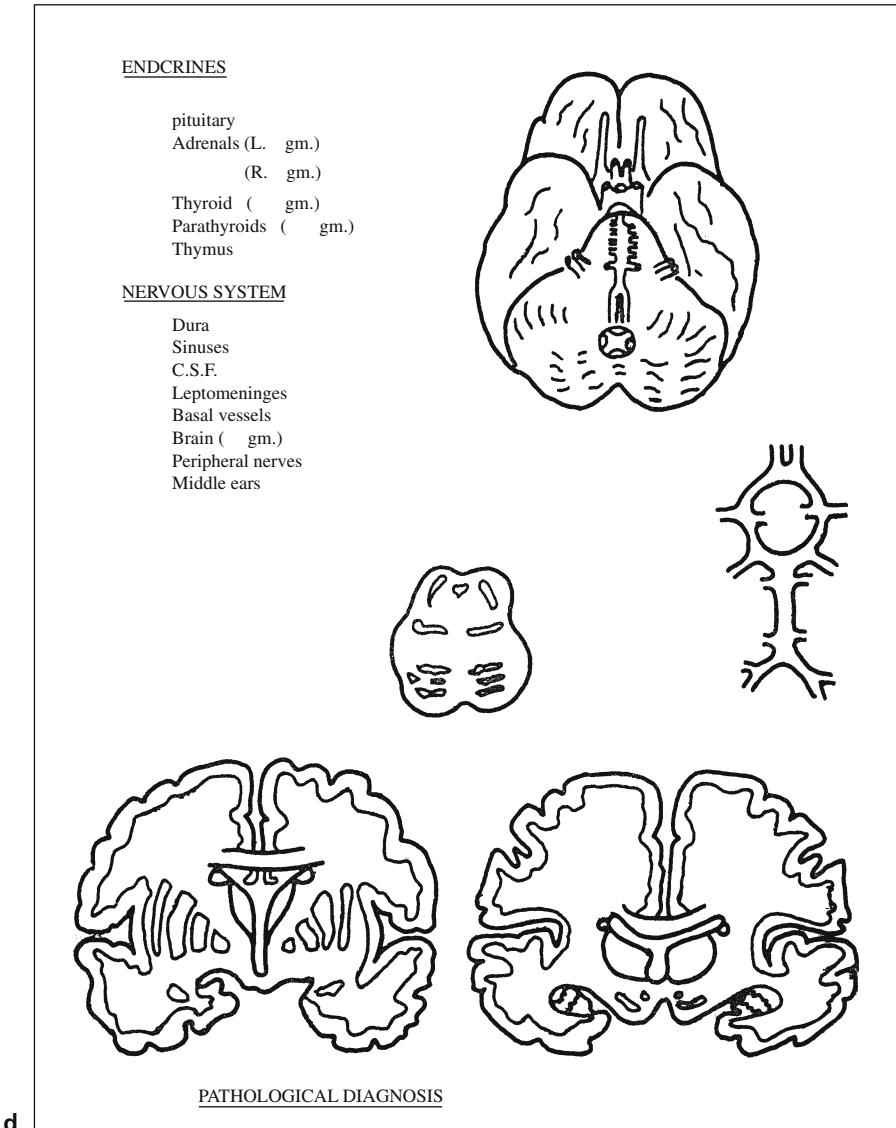 ENDCRINES
pituitary
Adrenals (L. gm.)
(R. gm.)
Thyroid ( gm.)
Parathyroids ( gm.)
Thymus
NERVOUS SYSTEM
Dura
Sinuses
C.S.F.
Leptomeninges
Basal vessels
Brain ( gm.)
Peripheral nerves
Middle ears
PATHOLOGICAL DIAGNOSIS
d